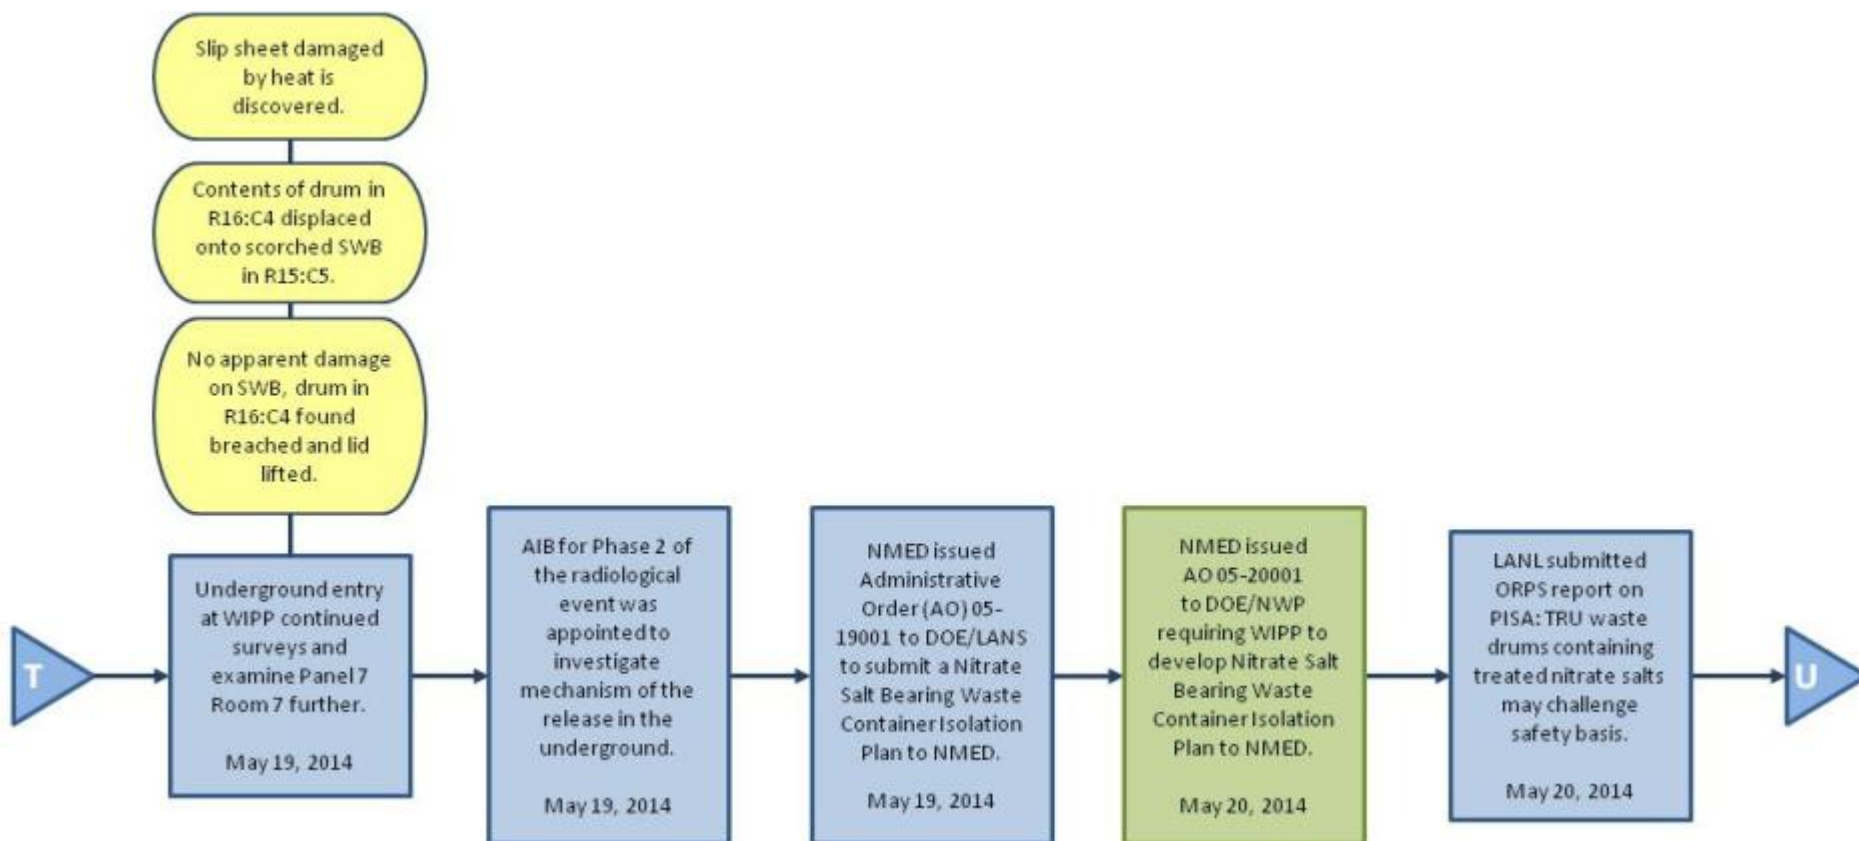 Slip sheet damaged
by heat is
discovered.
Contents of drum in
R16:C4 displaced
onto scorched SWB
in R15:C5.
No apparent damage
on SWB, drum in
R16:C4 found
breached and lid
lifted.
T
Underground entry
at WIPP continued
surveys and
examine Panel 7
Room 7 further.
May 19, 2014
AIB for Phase 2 of
the radiological
event was
appointed to
investigate
mechanism of the
release in the
underground.
May 19, 2014
NMED issued
Administrative
Order (AO) 05-
19001 to DOE/LANS
to submit a Nitrate
Salt Bearing Waste
Container Isolation
Plan to NMED.
May 19, 2014
NMED issued
AO 05-20001
to DOE/NWP
requiring WIPP to
develop Nitrate Salt
Bearing Waste
Container Isolation
Plan to NMED.
May 20, 2014
LANL submitted
ORPS report on
PISA: TRU waste
drums containing
treated nitrate salts
may challenge
safety basis.
May 20, 2014
U